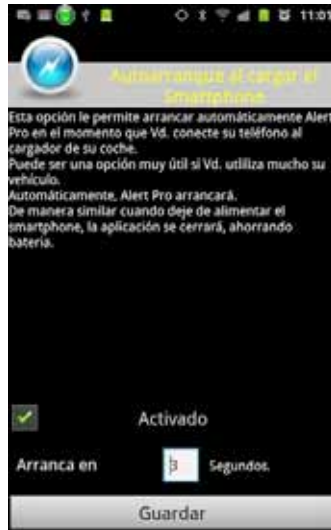 11:07
Autoarranque al cargar el
Smartphone
Esta opción le permite arrancar automáticamente Alert
Pro en el momento que Vd. conecte su teléfono al
cargador de su coche.
Puede ser una opción muy útil si Vd. utiliza mucho su
vehículo.
Automáticamente, Alert Pro arrancará.
De manera similar cuando deje de alimentar el
smartphone, la aplicación se cerrará, ahorrando
bateria.
Activado
Arranca en
3
Segundos.
Guardar